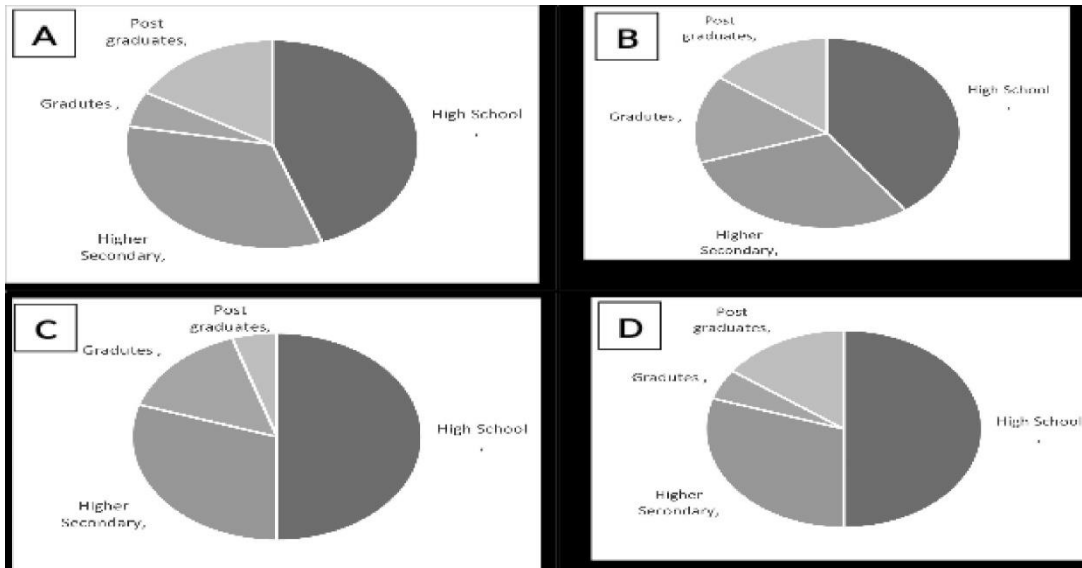 A
Post
graduates,
Gradutes ,
High School
,
Higher
Secondary,
B
Post
graduates,
Gradutes ,
High School
,
Higher
Secondary,
C
Post
graduates,
Gradutes ,
High School
,
Higher
Secondary,
D
Post
graduates,
Gradutes ,
High School
,
Higher
Secondary,